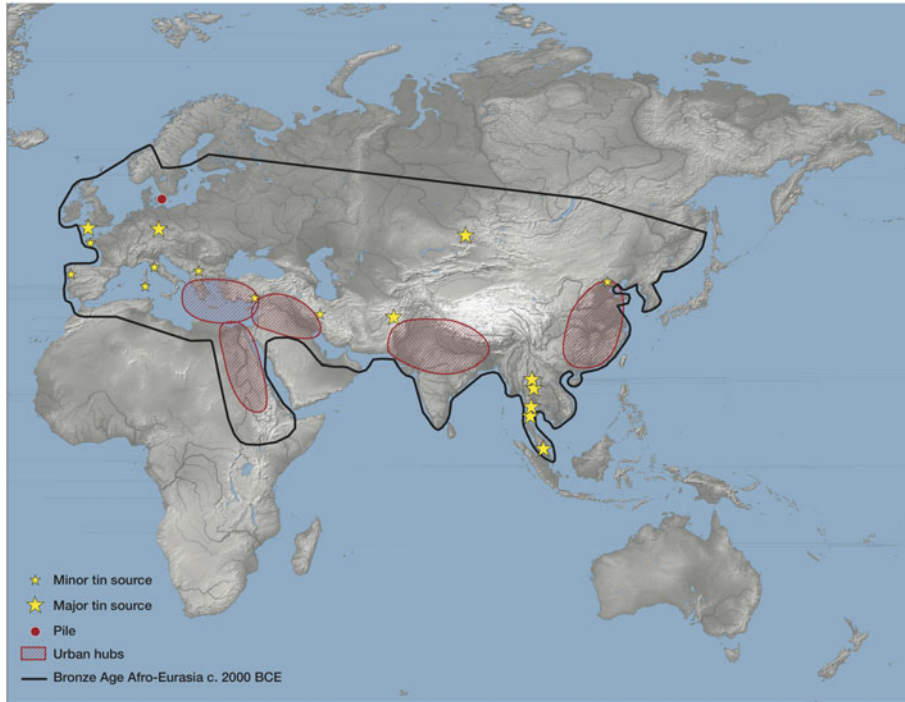 Minor tin source
Major tin source
Pile
Urban hubs
Bronze Age Afro-Eurasia c. 2000 BCE